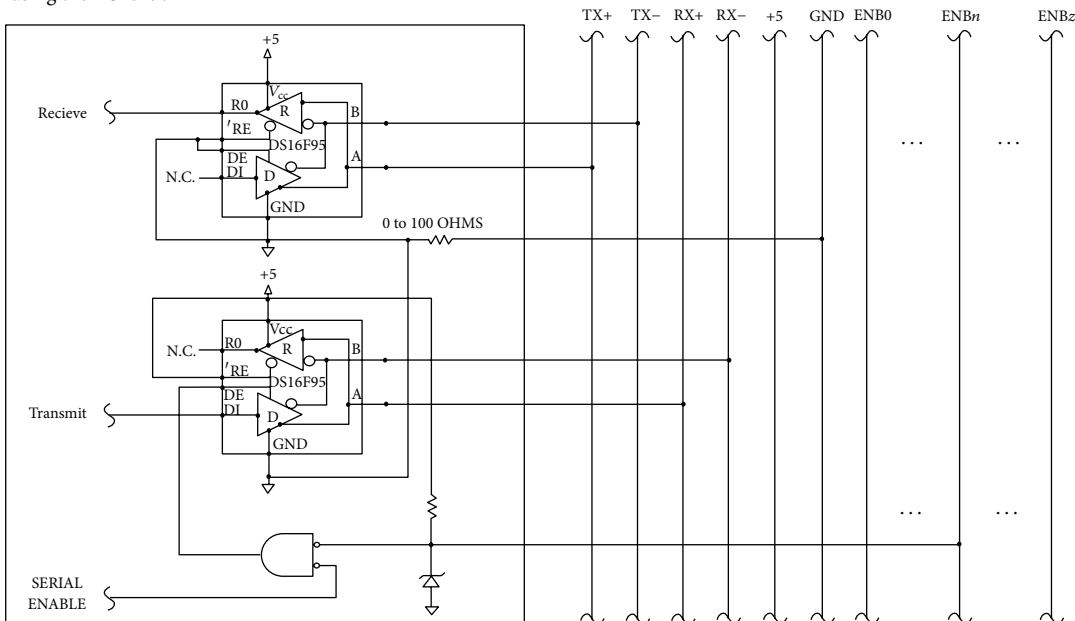 TX+ TX− RX+ RX− +5 GND ENB0 ENBn ENBz
+5
Vcc
Recieve
R0
R
B
′RE
DS16F95
... ...
DE
A
N.C.
DI
D
GND
0 to 100 OHMS
+5
Vcc
N.C.
R0
R
B
′RE
DS16F95
DE
A
Transmit
DI
D
GND
... ...
SERIAL
ENABLE